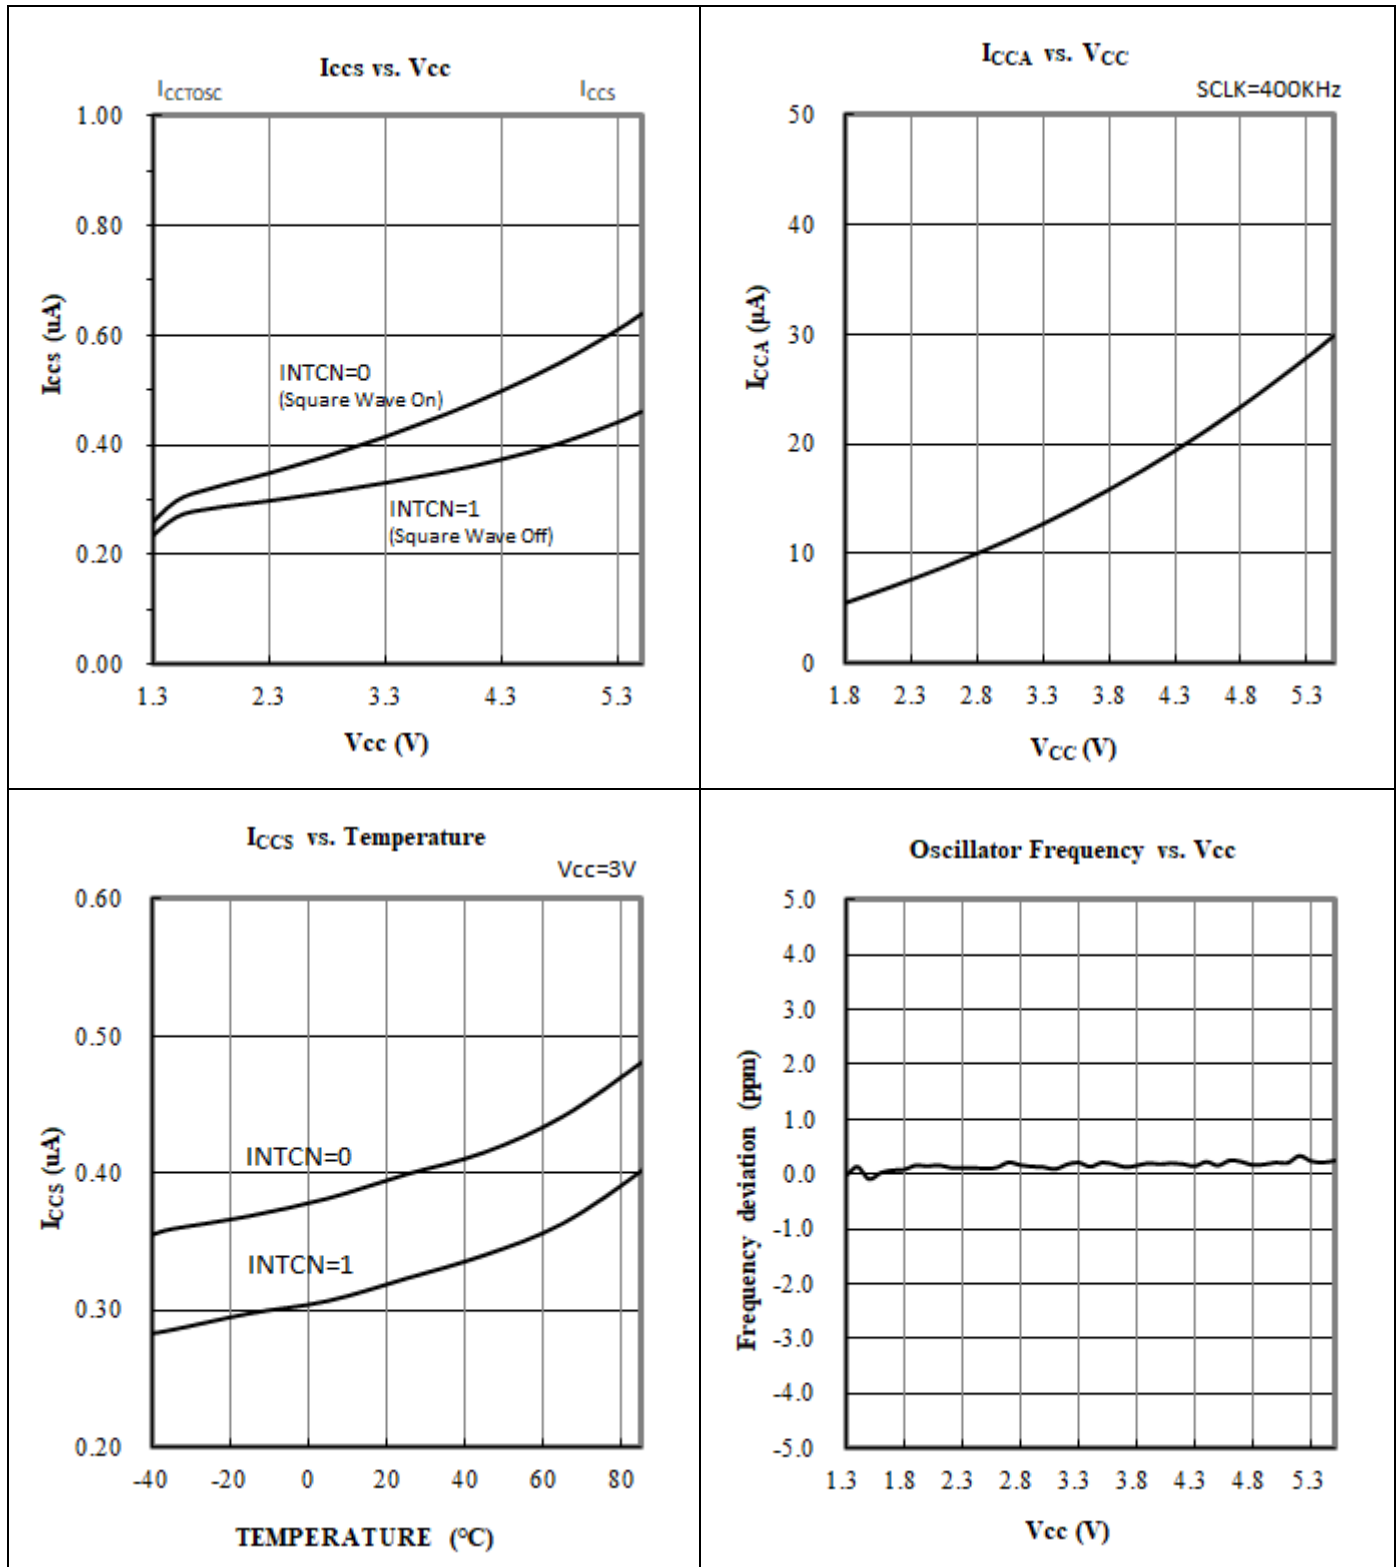 Iccs vs. Vcc
ICCTOSC ICCS
1.00
0.80
0.60
0.40
0.20
0.00
Iccs (uA)
INTCN=0
(Square Wave On)
INTCN=1
(Square Wave Off)
1.3 2.3 3.3 4.3 5.3
Vcc (V)
ICCA vs. VCC
SCLK=400KHz
50
40
30
20
10
0
ICCA (µA)
1.8 2.3 2.8 3.3 3.8 4.3 4.8 5.3
VCC (V)
ICCS vs. Temperature
Vcc=3V
0.60
0.50
0.40
0.30
0.20
ICCS (uA)
INTCN=0
INTCN=1
-40 -20 0 20 40 60 80
TEMPERATURE (°C)
Oscillator Frequency vs. Vcc
5.0
4.0
3.0
2.0
1.0
0.0
-1.0
-2.0
-3.0
-4.0
-5.0
Frequency deviation (ppm)
1.3 1.8 2.3 2.8 3.3 3.8 4.3 4.8 5.3
Vcc (V)